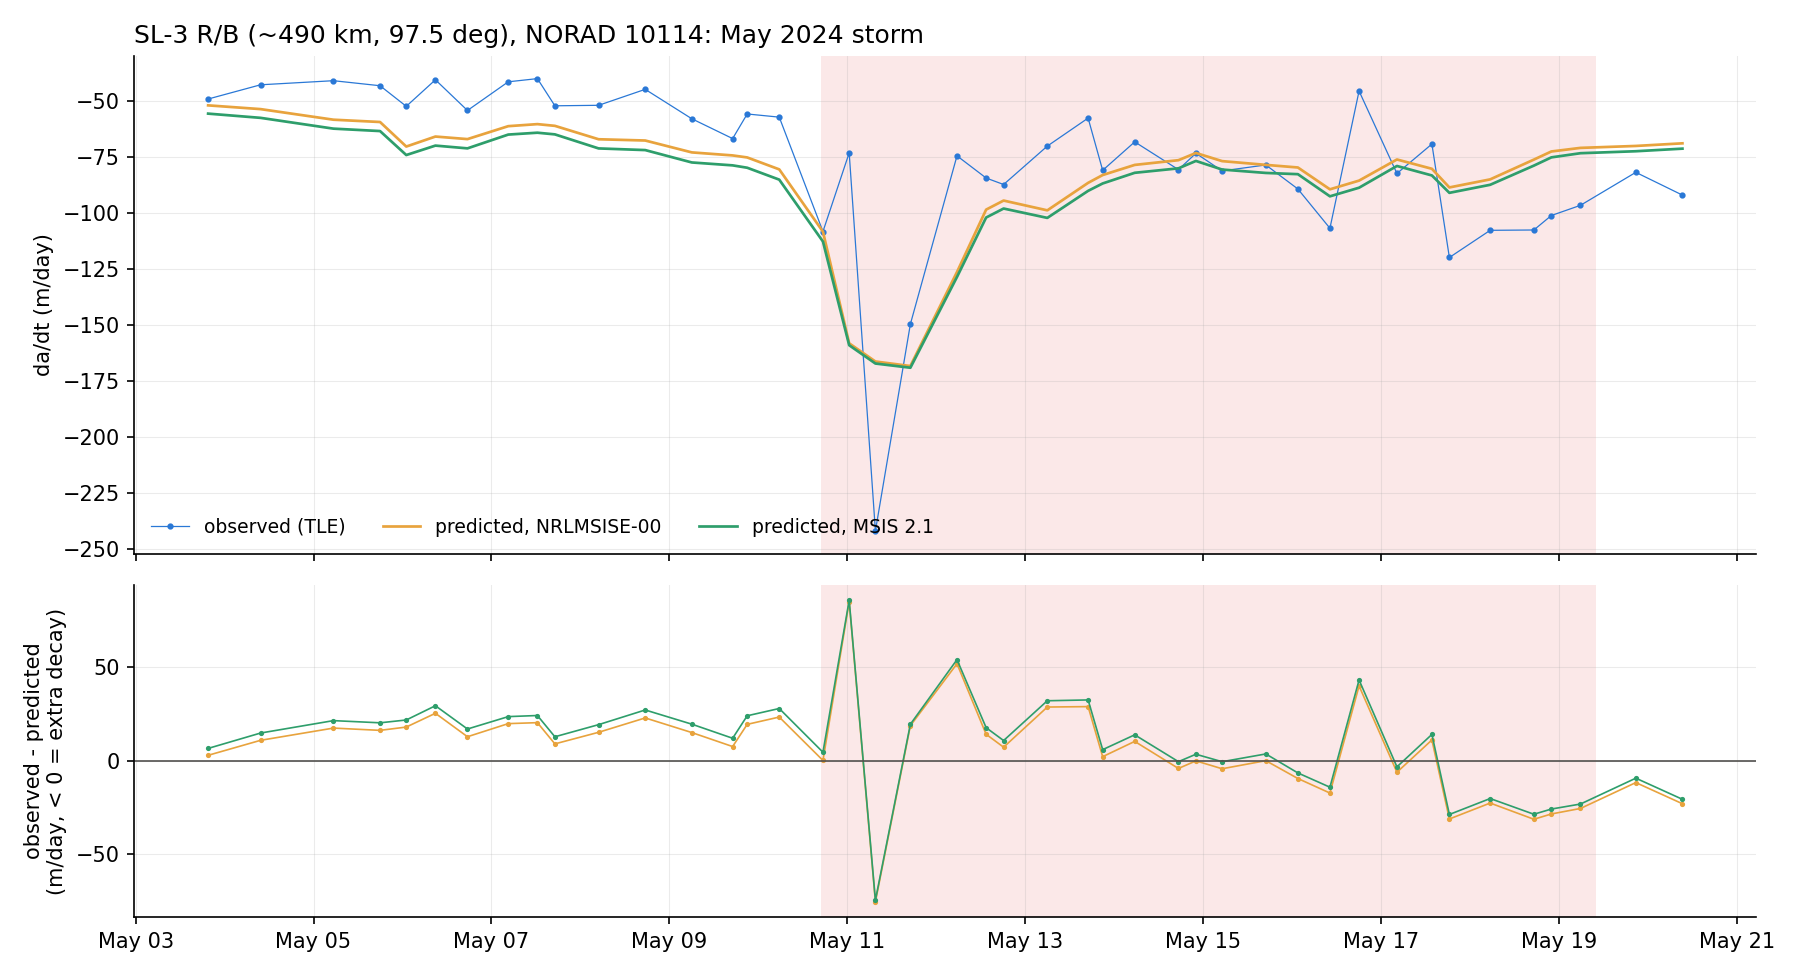 SL-3 R/B (~490 km, 97.5 deg), NORAD 10114: May 2024 storm
da/dt (m/day)
−50
−75
−100
−125
−150
−175
−200
−225
−250
observed (TLE)
predicted, NRLMSISE-00
predicted, MSIS 2.1
observed - predicted
(m/day, < 0 = extra decay)
50
0
−50
May 03
May 05
May 07
May 09
May 11
May 13
May 15
May 17
May 19
May 21